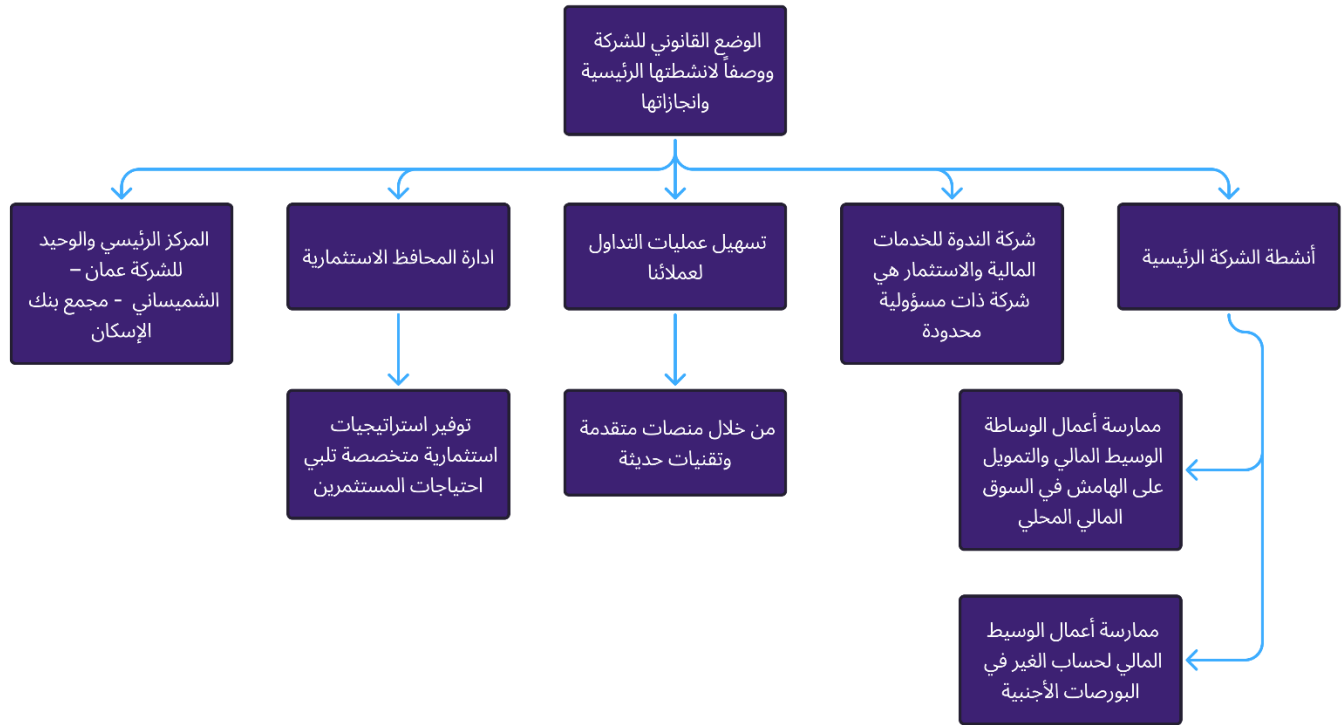 الوضع القانوني للشركة
ووصفاً لانشطتها الرئيسية
وانجازاتها
أنشطة الشركة الرئيسية
شركة الندوة للخدمات
المالية والاستثمار هي
شركة ذات مسؤولية
محدودة
تسهيل عمليات التداول
لعملائنا
ادارة المحافظ الاستثمارية
المركز الرئيسي والوحيد
للشركة عمان –
الشميساني - مجمع بنك
الإسكان
ممارسة أعمال الوساطة
الوسيط المالي والتمويل
على الهامش في السوق
المالي المحلي
من خلال منصات متقدمة
وتقنيات حديثة
توفير استراتيجيات
استثمارية متخصصة تلبي
احتياجات المستثمرين
ممارسة أعمال الوسيط
المالي لحساب الغير في
البورصات الأجنبية